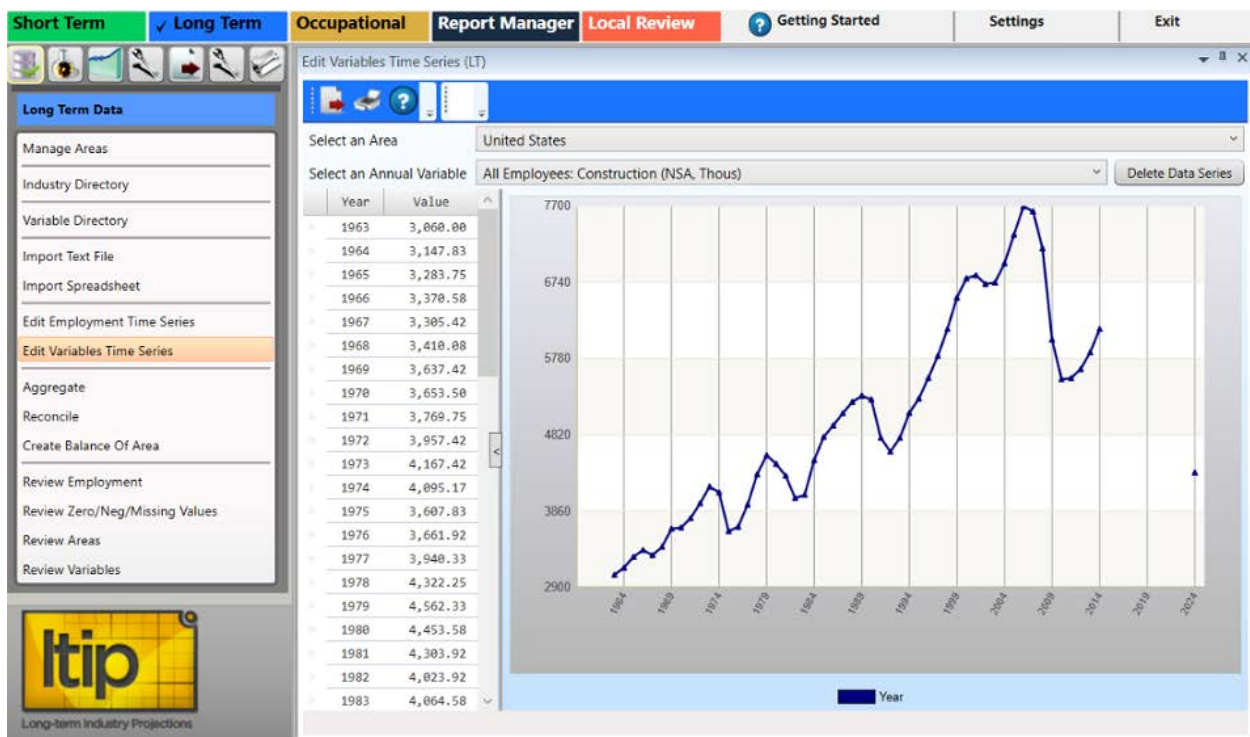 Short Term ✓ Long Term Occupational Report Manager Local Review ? Getting Started Settings Exit
Edit Variables Time Series (LT)
Long Term Data
Manage Areas
Industry Directory
Variable Directory
Import Text File
Import Spreadsheet
Edit Employment Time Series
Edit Variables Time Series
Aggregate
Reconcile
Create Balance Of Area
Review Employment
Review Zero/Neg/Missing Values
Review Areas
Review Variables
ltip
Long-term Industry Projections
?
Select an Area United States
Select an Annual Variable All Employees: Construction (NSA, Thous) Delete Data Series
Year Value
1963 3,060.00
1964 3,147.83
1965 3,283.75
1966 3,370.58
1967 3,305.42
1968 3,410.08
1969 3,637.42
1970 3,653.50
1971 3,769.75
1972 3,957.42
1973 4,167.42
1974 4,095.17
1975 3,607.83
1976 3,661.92
1977 3,940.33
1978 4,322.25
1979 4,562.33
1980 4,453.58
1981 4,303.92
1982 4,023.92
1983 4,064.58
<
7700
6740
5780
4820
3860
2900
1964 1969 1974 1979 1984 1989 1994 1999 2004 2009 2014 2019 2024
Year